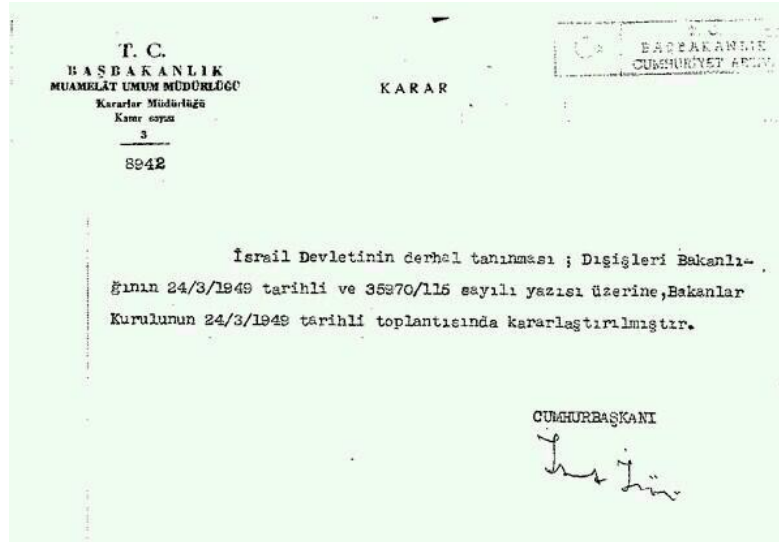 T. C.
BAŞBAKANLIK
MUAMELÂT UMUM MÜDÜRLÜĞÜ
Kararlar Müdürlüğü
Karar sayısı
3
8942
KARAR
T. C.
BAŞBAKANLIK
CUMHURİYET
İsrail Devletinin derhal tanınması ; Dışişleri Bakanlı-
ğının 24/3/1949 tarihli ve 35970/115 sayılı yazısı üzerine,Bakanlar
Kurulunun 24/3/1949 tarihli toplantısında kararlaştırılmıştır.
CUMHURBAŞKANI